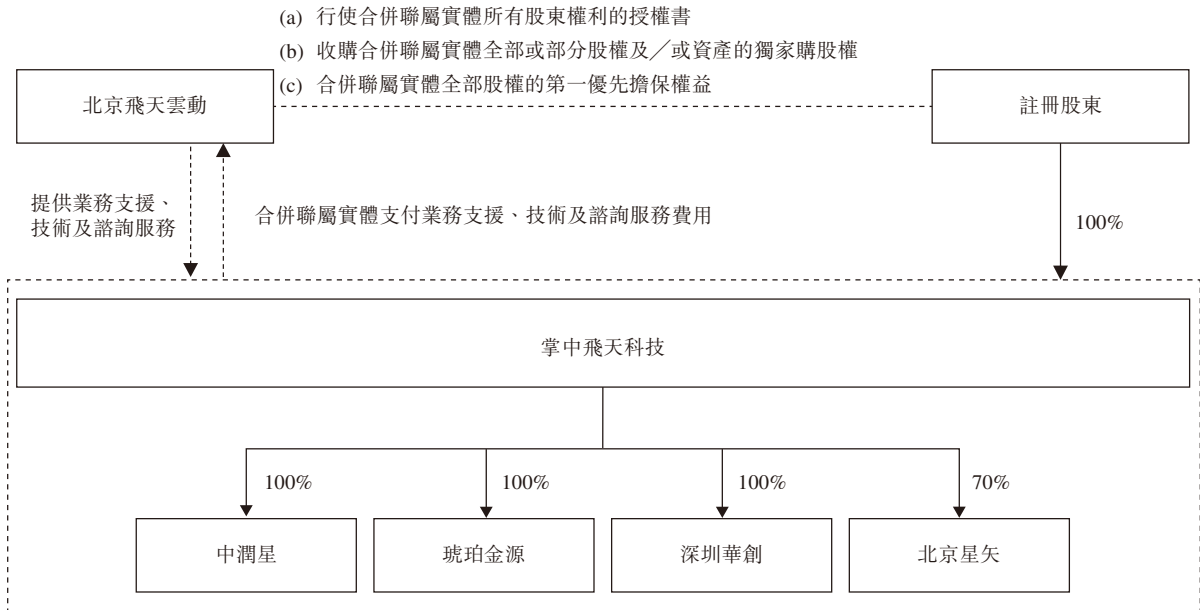 (a) 行使合併聯屬實體所有股東權利的授權書
(b) 收購合併聯屬實體全部或部分股權及／或資產的獨家購股權
(c) 合併聯屬實體全部股權的第一優先擔保權益
北京飛天雲動
註冊股東
提供業務支援、
技術及諮詢服務
合併聯屬實體支付業務支援、技術及諮詢服務費用
100%
掌中飛天科技
100%
100%
100%
70%
中潤星
琥珀金源
深圳華創
北京星矢